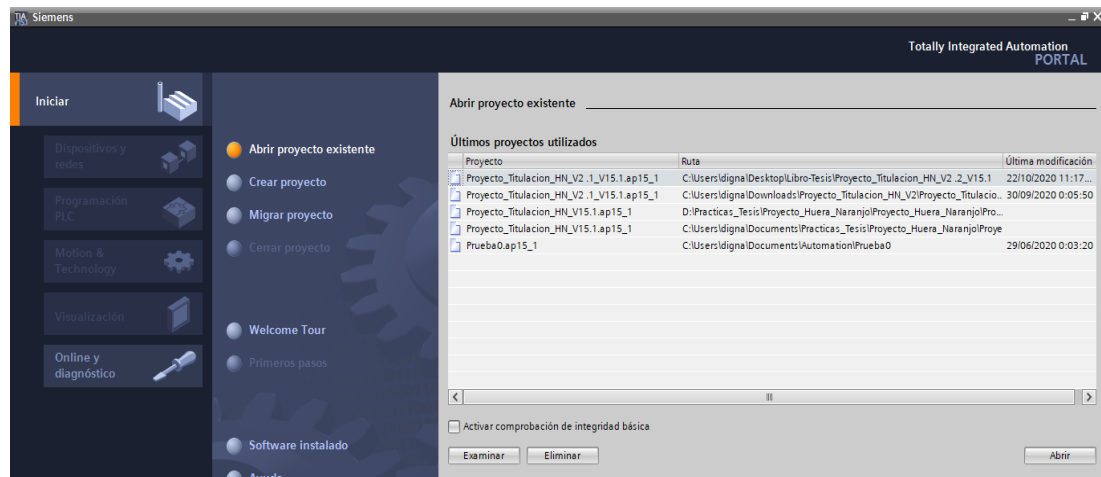 Siemens
Totally Integrated Automation
PORTAL
Iniciar
Dispositivos y
redes
Programación
PLC
Motion &
Technology
Visualización
Online y
diagnóstico
Abrir proyecto existente
Crear proyecto
Migrar proyecto
Cerrar proyecto
Welcome Tour
Primeros pasos
Software instalado
Ayuda
Abrir proyecto existente
Últimos proyectos utilizados
Proyecto Ruta Última modificación
Proyecto_Titulacion_HN_V2 .1_V15.1.ap15_1 C:\Users\digna\Desktop\Libro-Tesis\Proyecto_Titulacion_HN_V2 .2_V15.1 22/10/2020 11:17...
Proyecto_Titulacion_HN_V2 .1_V15.1.ap15_1 C:\Users\digna\Downloads\Proyecto_Titulacion_HN_V2\Proyecto_Titulacio.. 30/09/2020 0:05:50
Proyecto_Titulacion_HN_V15.1.ap15_1 D:\Practicas_Tesis\Proyecto_Huera_Naranjo\Proyecto_Huera_Naranjo\Pro...
Proyecto_Titulacion_HN_V15.1.ap15_1 C:\Users\digna\Documents\Practicas_Tesis\Proyecto_Huera_Naranjo\Proye
Prueba0.ap15_1 C:\Users\digna\Documents\Automation\Prueba0 29/06/2020 0:03:20
Activar comprobación de integridad básica
Examinar Eliminar Abrir